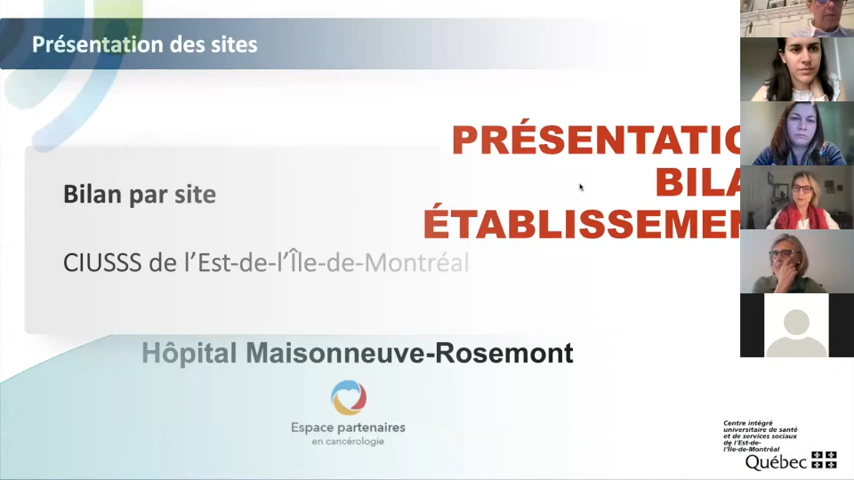 Présentation des sites
PRÉSENTATIO
BILA
ÉTABLISSEMEN
Bilan par site
CIUSSS de l'Est-de-l'Île-de-Montréal
Hôpital Maisonneuve-Rosemont
Espace partenaires
en cancérologie
Centre intégré
universitaire de santé
et de services sociaux
de l'Est-de-
l'Île-de-Montréal
Québec